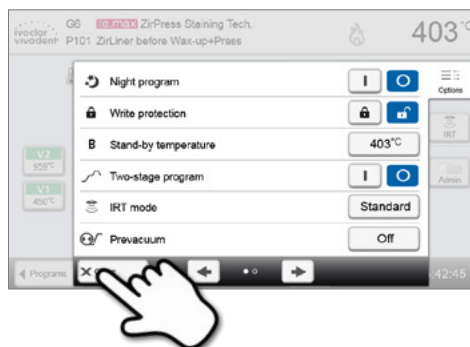 ivoclar vivadent G6 IPS e.max ZirPress Staining Tech. 403°C
P101 ZirLiner before Wax-up+Press
Night program I O
Options
Write protection
IRT
B Stand-by temperature 403°C
V2
Two-stage program I O
Admin
V1
450°C
IRT mode Standard
Prevacuum Off
Programs
:42:45